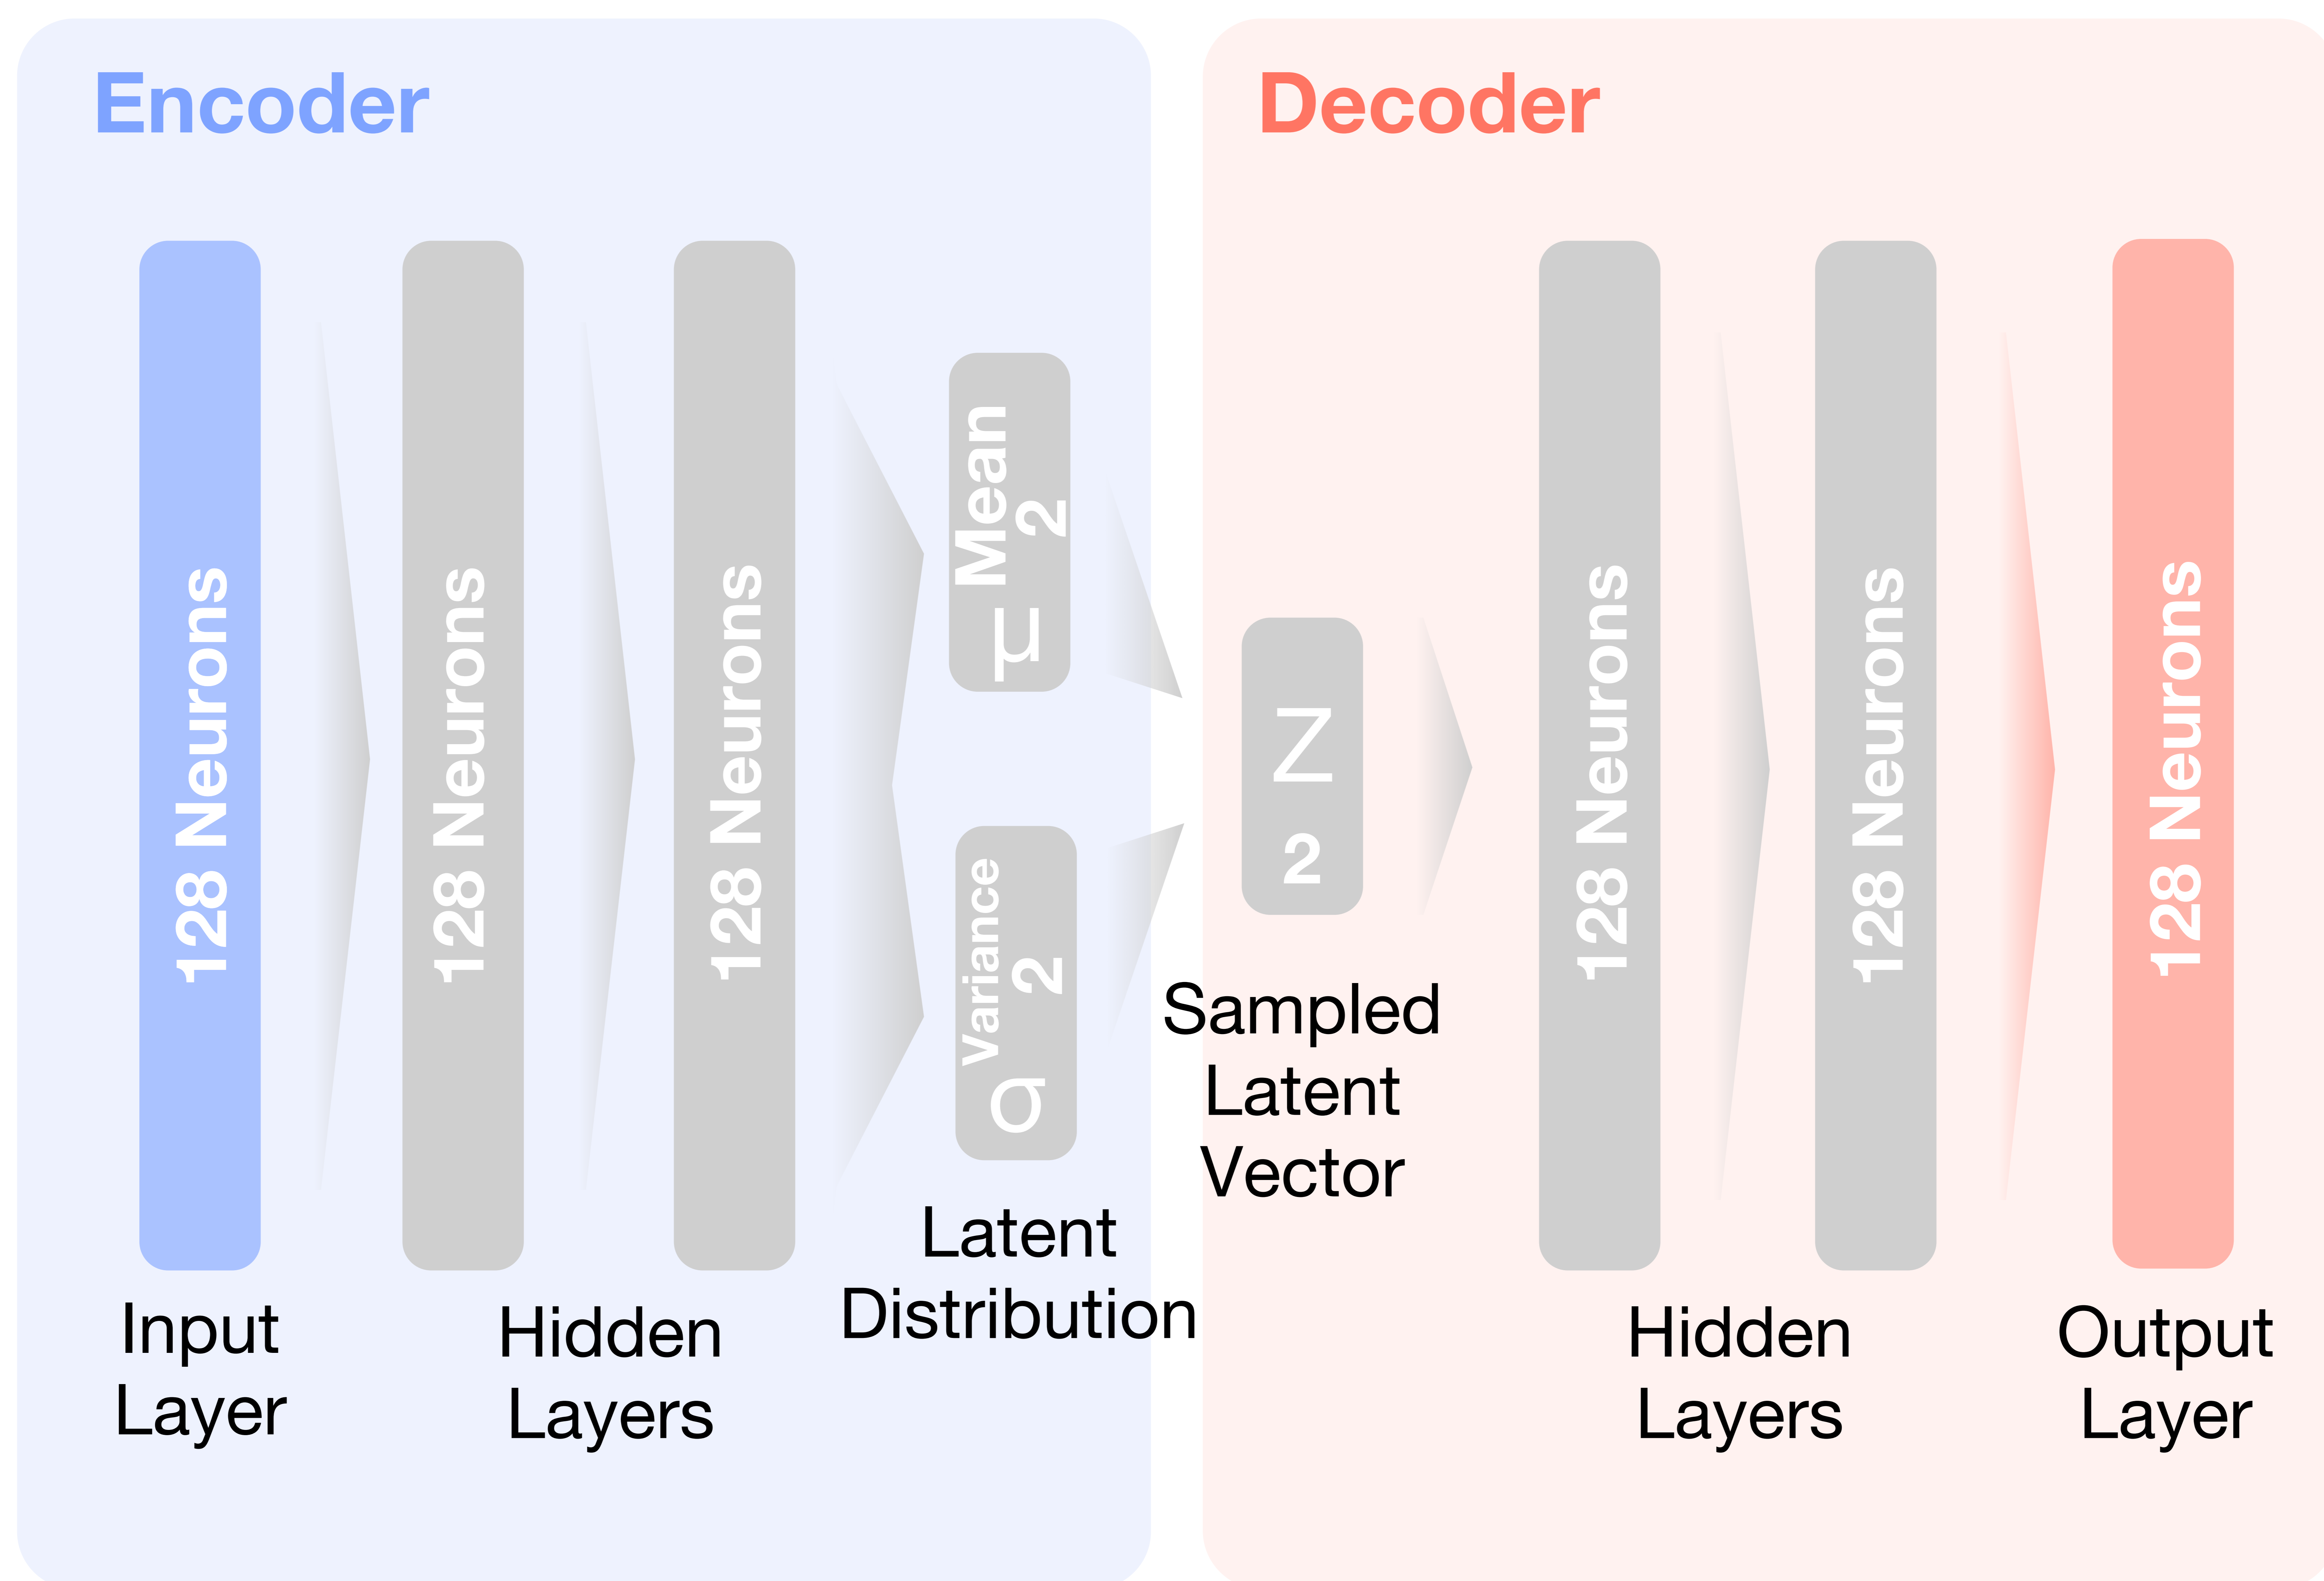 Encoder
Decoder
128 Neurons
128 Neurons
128 Neurons
μ Mean
2
σ Variance
2
Z
2
128 Neurons
128 Neurons
128 Neurons
Input
Layer
Hidden
Layers
Latent
Distribution
Sampled
Latent
Vector
Hidden
Layers
Output
Layer